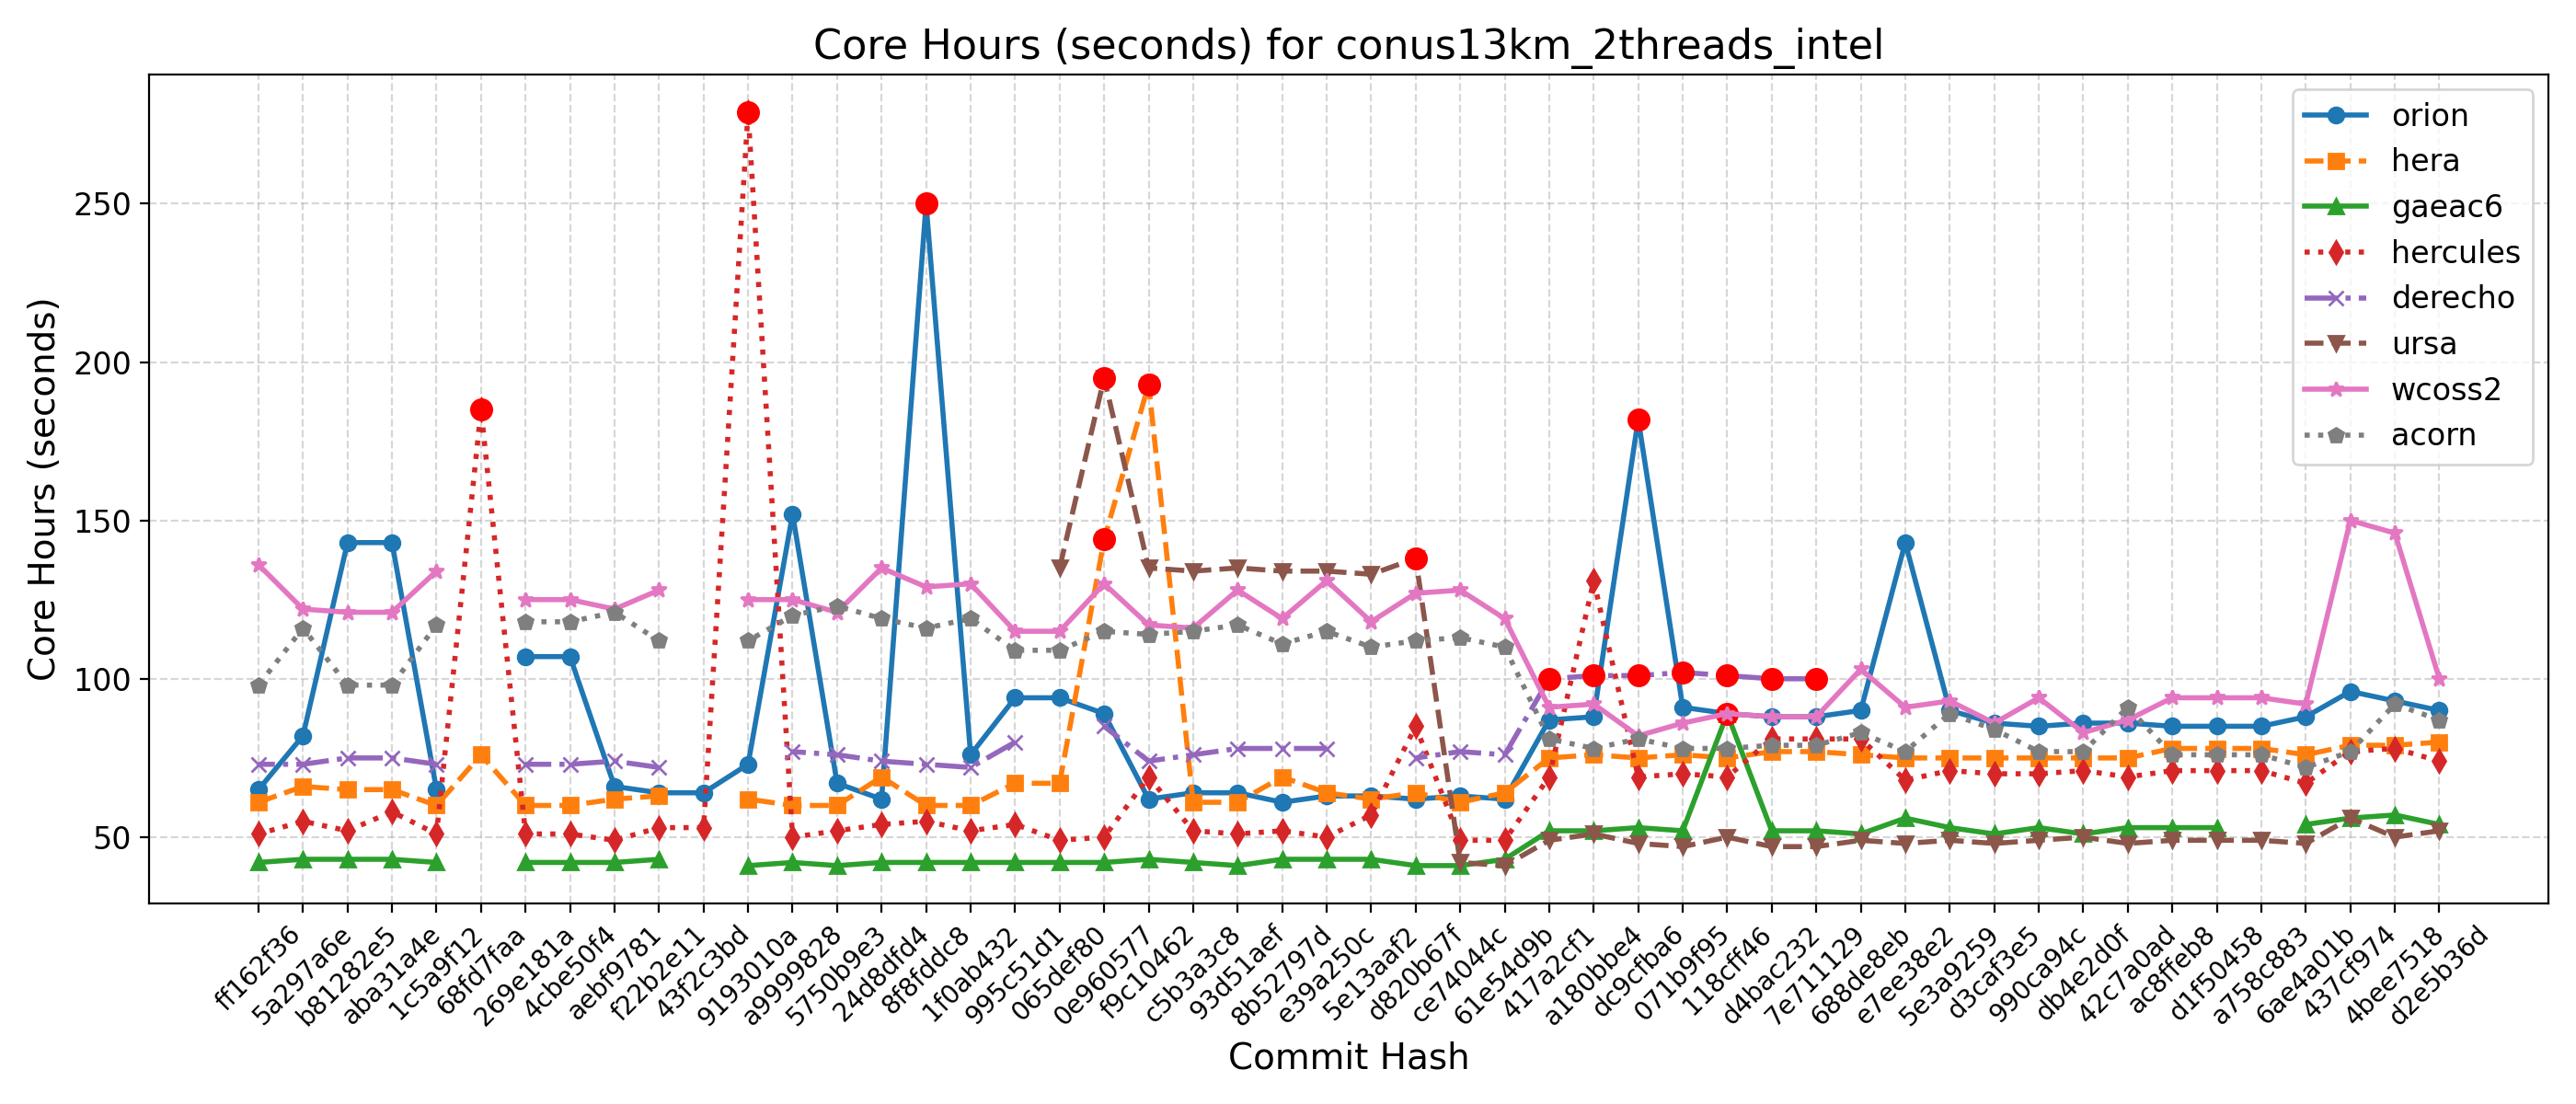 Core Hours (seconds) for conus13km_2threads_intel
Core Hours (seconds)
250
200
150
100
50
orion
hera
gaeac6
hercules
derecho
ursa
wcoss2
acorn
ff162f36
5a297a6e
b81282e5
aba31a4e
1c5a9f12
68fd7faa
269e181a
4cbe50f4
aebf9781
f22b2e11
43f2c3bd
9193010a
a9999828
5750b9e3
24d8dfd4
8f8fddc8
1f0ab432
995c51d1
065def80
0e960577
f9c10462
c5b3a3c8
93d51aef
8b52797d
e39a250c
5e13aaf2
d820b67f
ce74044c
61e54d9b
417a2cf1
a180bbe4
dc9cfba6
071b9f95
118cff46
d4bac232
7e711129
688de8eb
e7ee38e2
5e3a9259
d3caf3e5
990ca94c
db4e2d0f
42c7a0ad
ac8ffeb8
d1f50458
a758c883
6ae4a01b
437cf974
4bee7518
d2e5b36d
Commit Hash